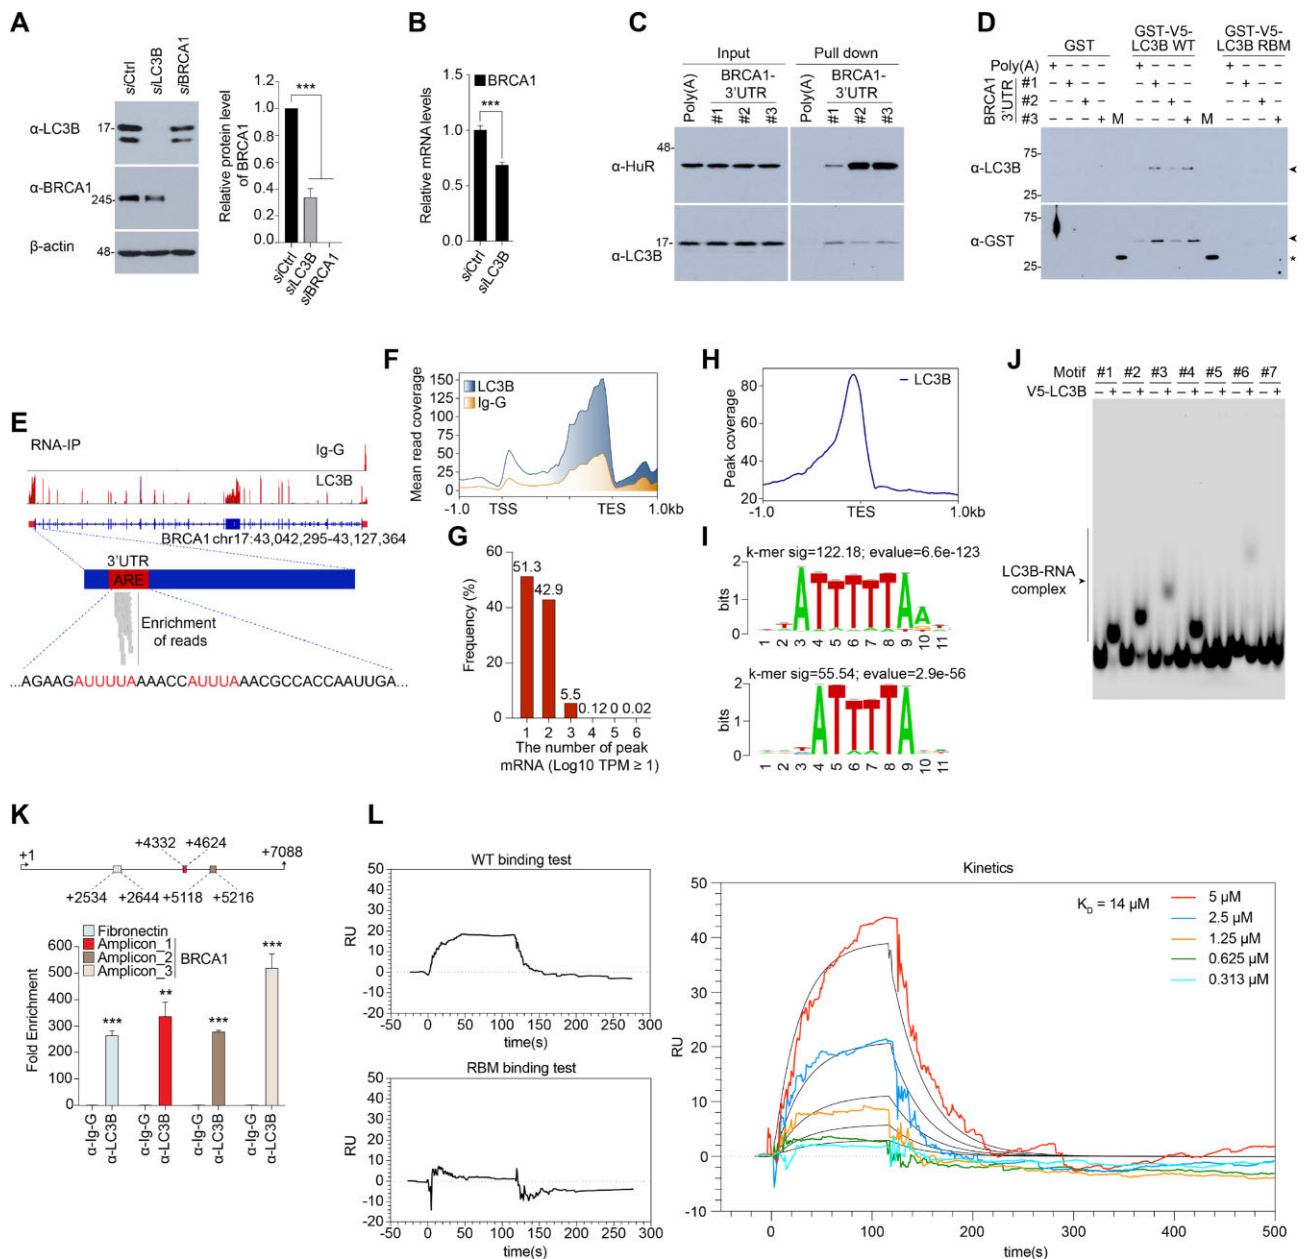 A
siCtrl
siLC3B
siBRCA1
α-LC3B
17-
α-BRCA1
245-
β-actin
48-
Relative protein level
of BRCA1
1.2
1.0
0.8
0.6
0.4
0.2
0.0
***
siCtrl
siLC3B
siBRCA1
B
Relative mRNA levels
1.5
1.0
0.5
0.0
BRCA1
***
siCtrl
siLC3B
C
Input
Pull down
Poly(A)
BRCA1-
3'UTR
#1
#2
#3
Poly(A)
BRCA1-
3'UTR
#1
#2
#3
48-
α-HuR
17-
α-LC3B
D
GST
GST-V5-
LC3B WT
GST-V5-
LC3B RBM
Poly(A) + − − − + − − − + − − −
BRCA1
3'UTR
#1 − + − − − + − − − + − −
#2 − − + − − − + − − − + −
#3 − − − + M − − − + M − − − +
75-
α-LC3B
25-
75-
α-GST
25-
*
E
RNA-IP
Ig-G
LC3B
BRCA1 chr17:43,042,295-43,127,364
3'UTR
ARE
Enrichment
of reads
...AGAAGAUUUUAAAACCAUUUAAACGCCACCAAUUGA...
F
Mean read coverage
150
125
100
75
50
25
0
LC3B
Ig-G
-1.0
TSS
TES
1.0kb
G
Frequency (%)
60
40
20
0
51.3
42.9
5.5
0.12
0
0.02
1 2 3 4 5 6
The number of peak
mRNA (Log10 TPM ≥ 1)
H
Peak coverage
80
60
40
20
LC3B
-1.0
TES
1.0kb
I
k-mer sig=122.18; evalue=6.6e-123
bits
2
1
0
ATTTTTAA
1 2 3 4 5 6 7 8 9 10 11
k-mer sig=55.54; evalue=2.9e-56
bits
2
1
0
ATTTTA
1 2 3 4 5 6 7 8 9 10 11
J
Motif #1 #2 #3 #4 #5 #6 #7
V5-LC3B − + − + − + − + − + − + − +
LC3B-RNA
complex
K
+1
+4332
+4624
+7088
+2534
+2644
+5118
+5216
Fibronectin
Amplicon_1
Amplicon_2
Amplicon_3
BRCA1
Fold Enrichment
600
500
400
300
200
100
0
***
**
***
***
α-Ig-G
α-LC3B
α-Ig-G
α-LC3B
α-Ig-G
α-LC3B
α-Ig-G
α-LC3B
L
WT binding test
RU
50
40
30
20
10
0
-10
-20
-50 0 50 100 150 200 250 300
time(s)
RBM binding test
RU
50
40
30
20
10
0
-10
-20
-50 0 50 100 150 200 250 300
time(s)
Kinetics
RU
50
40
30
20
10
0
-10
K_D = 14 μM
5 μM
2.5 μM
1.25 μM
0.625 μM
0.313 μM
0 100 200 300 400 500
time(s)